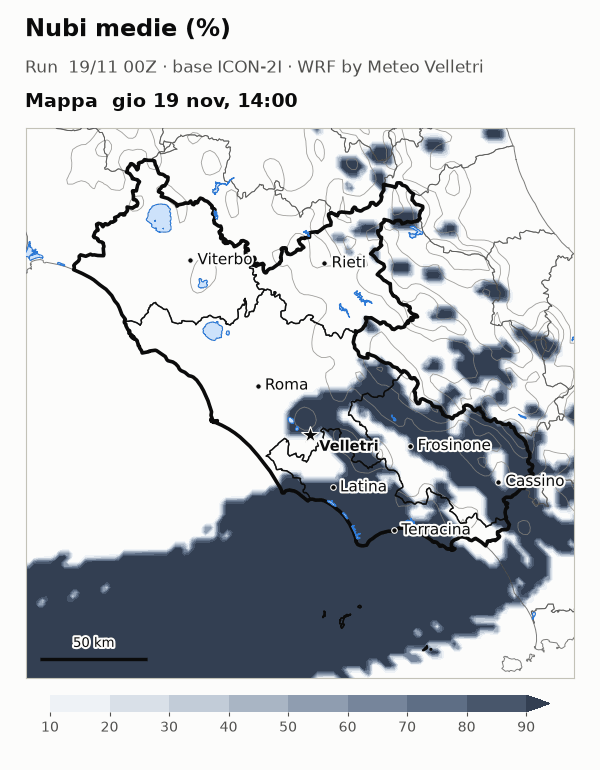 Nubi medie (%)
Run 19/11 00Z · base ICON-2I · WRF by Meteo Velletri
Mappa gio 19 nov, 14:00
Viterbo
Rieti
Roma
Velletri
Frosinone
Cassino
Latina
Terracina
50 km
10 20 30 40 50 60 70 80 90